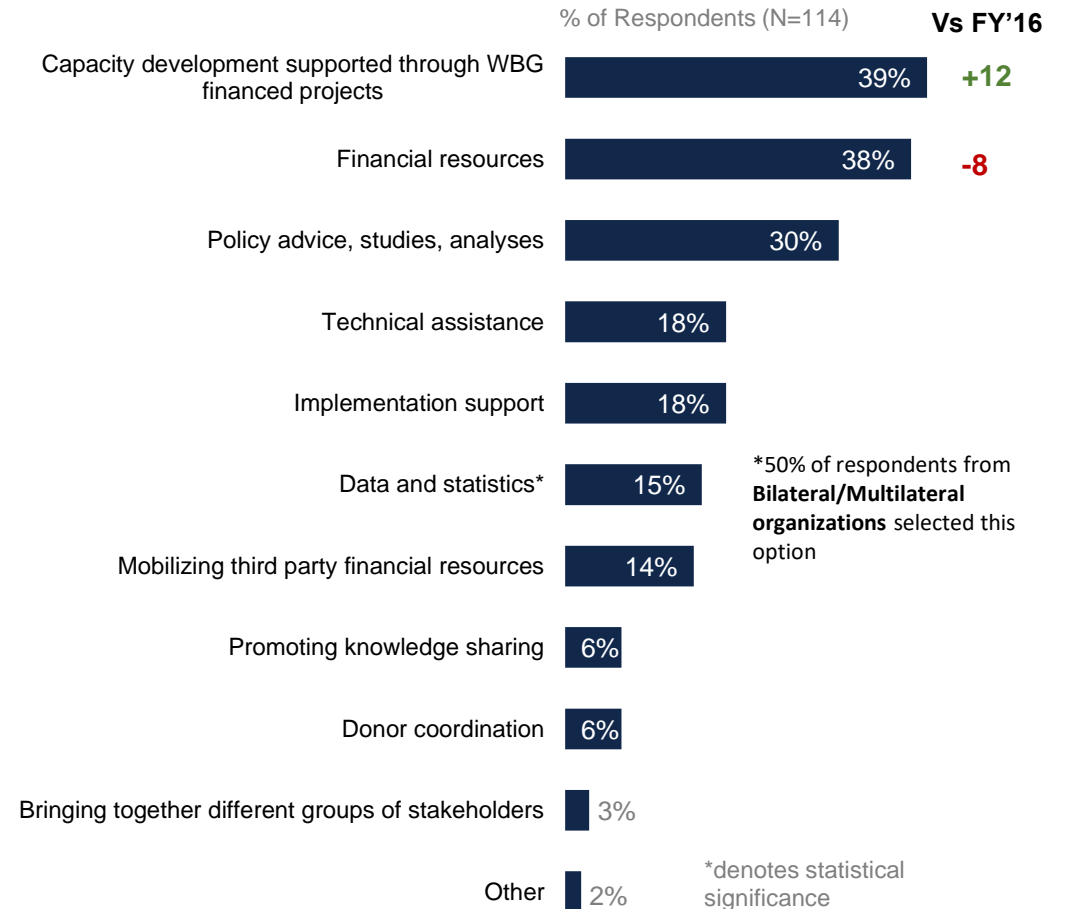 % of Respondents (N=114)
Vs FY’16
Capacity development supported through WBG
financed projects
39%
+12
Financial resources
38%
-8
Policy advice, studies, analyses
30%
Technical assistance
18%
Implementation support
18%
Data and statistics*
15%
*50% of respondents from
Bilateral/Multilateral
organizations selected this
option
Mobilizing third party financial resources
14%
Promoting knowledge sharing
6%
Donor coordination
6%
Bringing together different groups of stakeholders
3%
Other
2%
*denotes statistical
significance